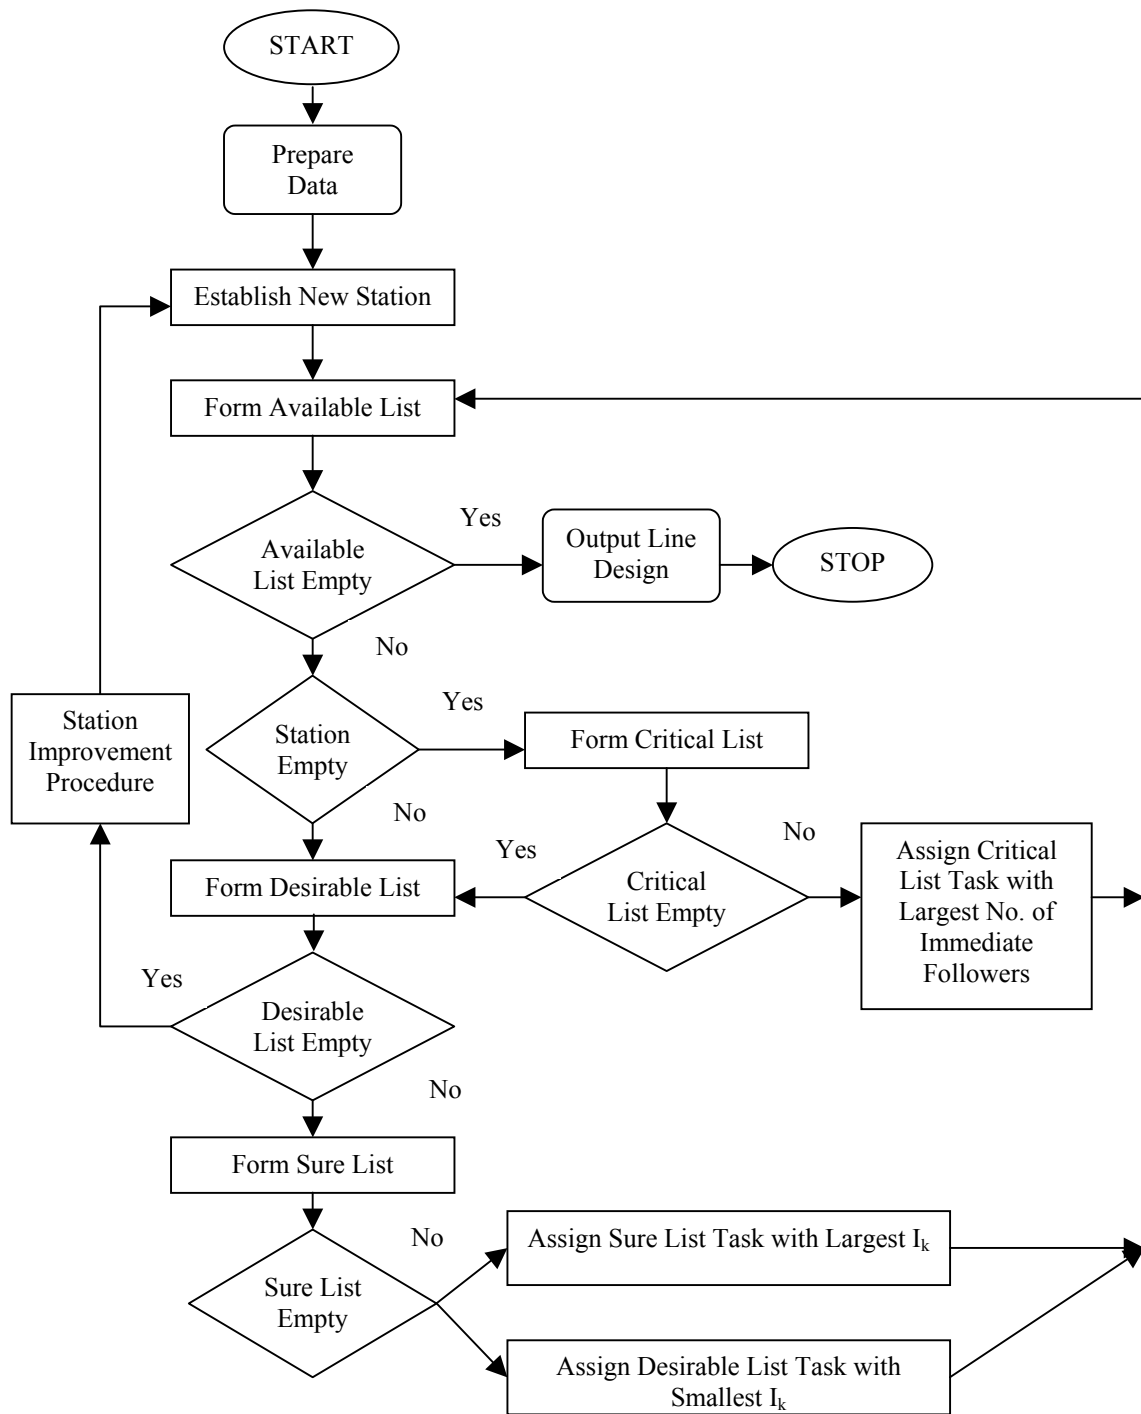 START
Prepare
Data
Establish New Station
Form Available List
Available
List Empty
Yes
Output Line
Design
STOP
No
Station
Improvement
Procedure
Station
Empty
Yes
Form Critical List
No
Form Desirable List
Yes
Critical
List Empty
No
Assign Critical
List Task with
Largest No. of
Immediate
Followers
Yes
Desirable
List Empty
No
Form Sure List
Sure List
Empty
No
Assign Sure List Task with Largest Ik
Assign Desirable List Task with
Smallest Ik